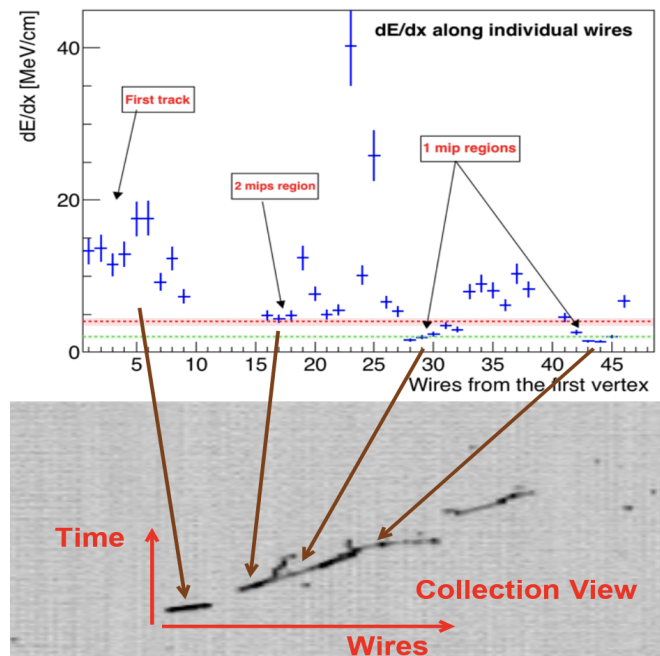 dE/dx along individual wires
dE/dx [MeV/cm]
40
20
0
First track
2 mips region
1 mip regions
5
10
15
20
25
30
35
40
45
Wires from the first vertex
Time
Collection View
Wires